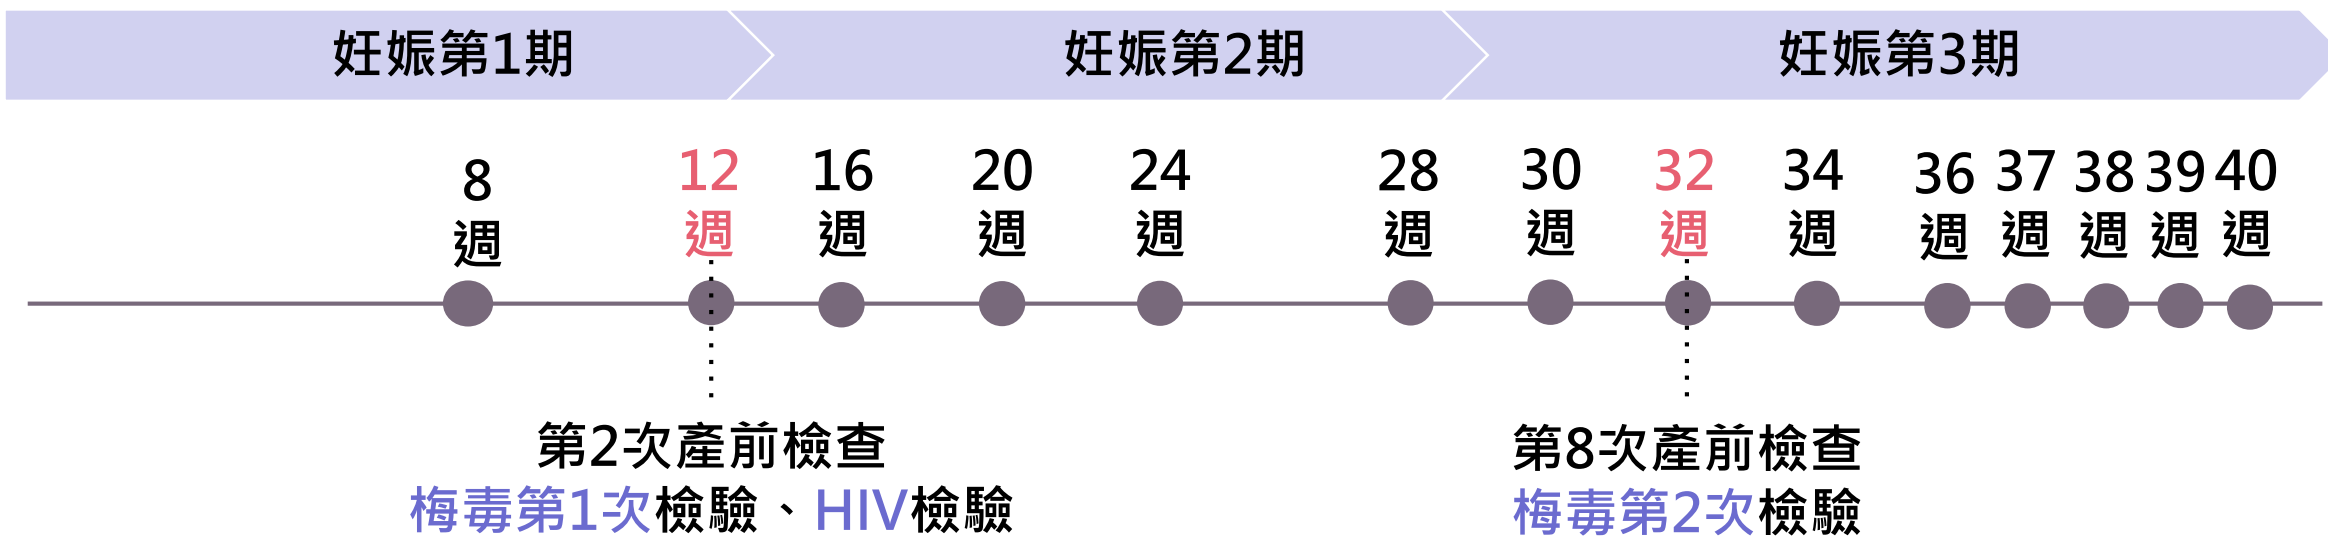 妊娠第1期 妊娠第2期 妊娠第3期
8 12 16 20 24 28 30 32 34 36 37 38 39 40
週 週 週 週 週 週 週 週 週 週 週 週 週 週
第2次產前檢查 第8次產前檢查
梅毒第1次檢驗、HIV檢驗 梅毒第2次檢驗